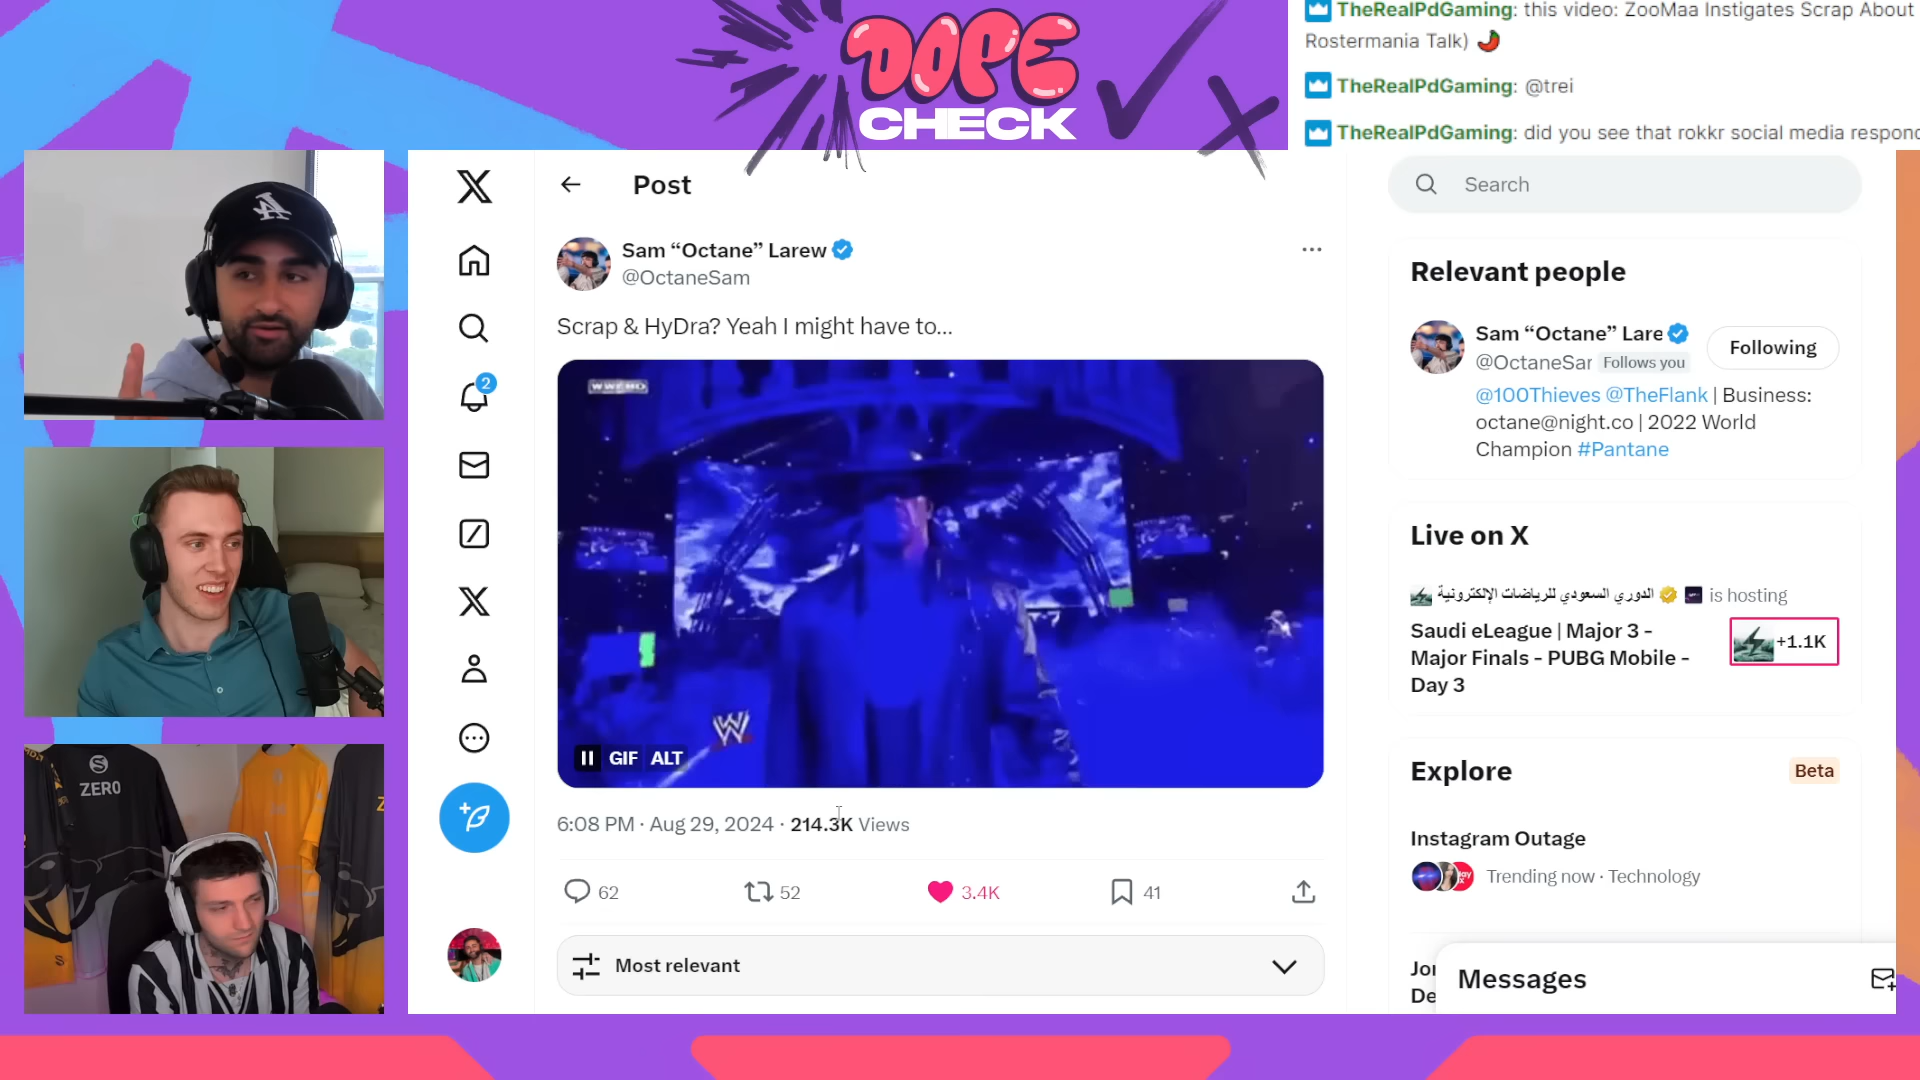 DOPE
CHECK
TheRealPdGaming: this video: ZooMaa Instigates Scrap About
Rostermania Talk)
TheRealPdGaming: @trei
TheRealPdGaming: did you see that rokkr social media respond
Post
Search
Sam “Octane” Larew
@OctaneSam
Scrap & HyDra? Yeah I might have to...
WWE HD
W
GIF ALT
6:08 PM · Aug 29, 2024 · 214.3K Views
62
52
3.4K
41
Most relevant
2
Relevant people
Sam “Octane” Lare
@OctaneSar
Follows you
Following
@100Thieves @TheFlank | Business:
octane@night.co | 2022 World
Champion #Pantane
Live on X
الدوري السعودي للرياضات الإلكترونية is hosting
Saudi eLeague | Major 3 -
Major Finals - PUBG Mobile -
Day 3
+1.1K
Explore
Beta
Instagram Outage
Trending now · Technology
Jor
De
Messages
ZERO